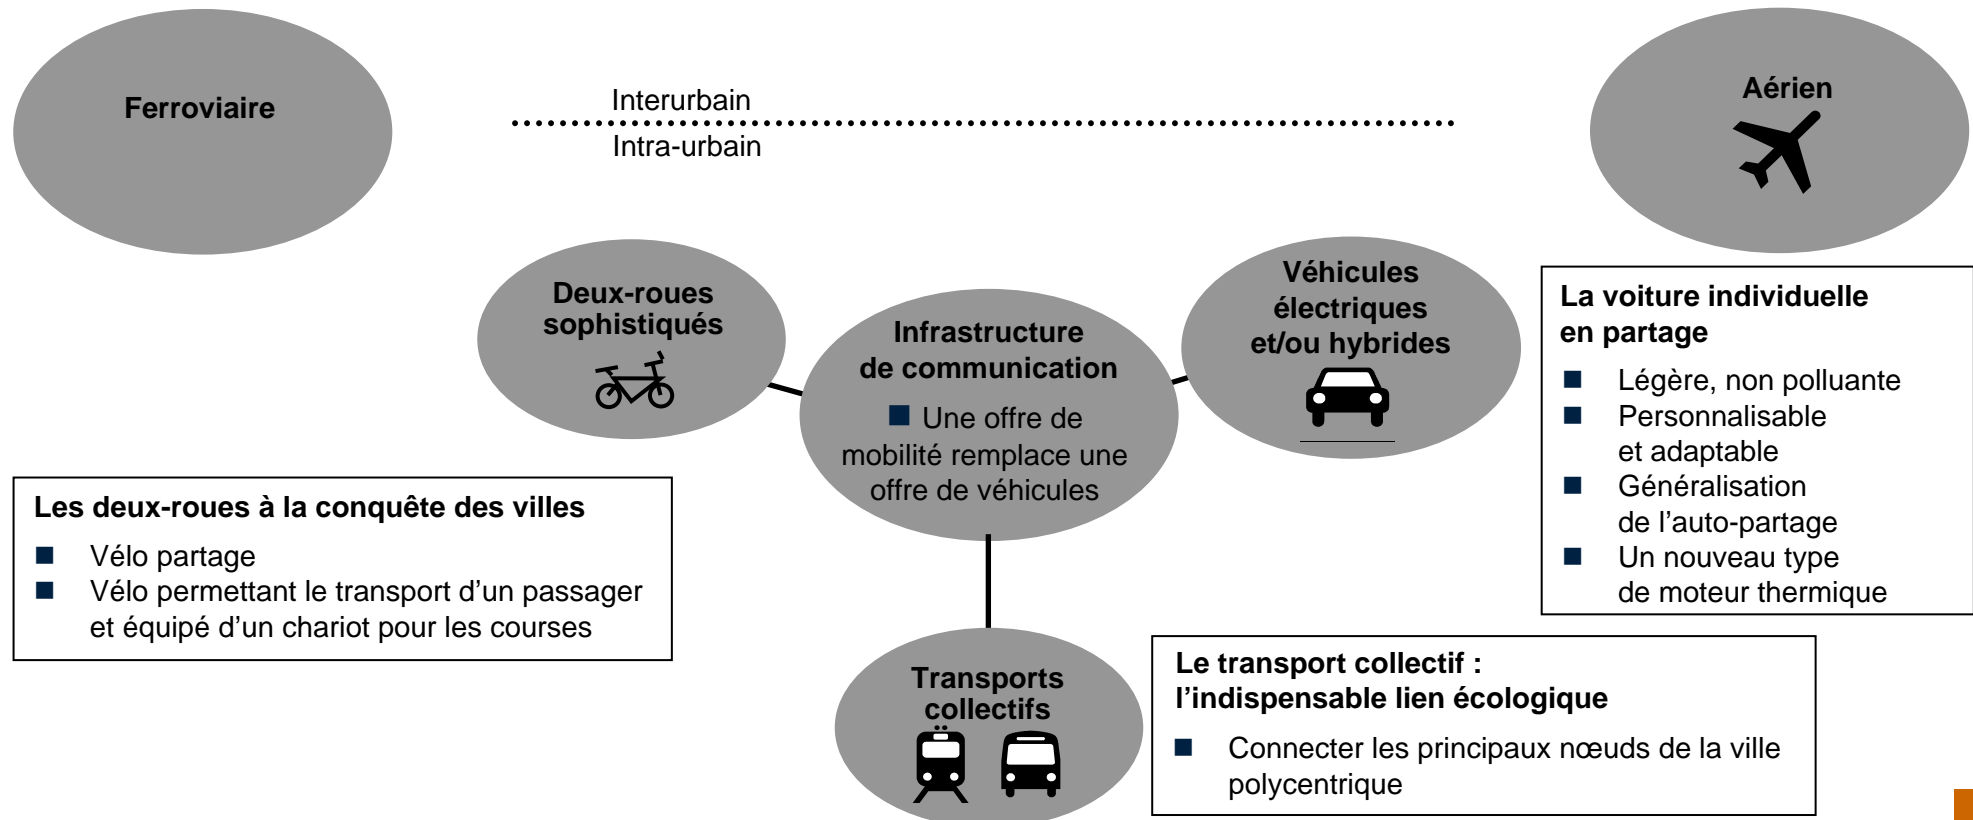 Ferroviaire
Interurbain
Intra-urbain
Aérien
Deux-roues
sophistiqués
Infrastructure
de communication
■ Une offre de
mobilité remplace une
offre de véhicules
Véhicules
électriques
et/ou hybrides
La voiture individuelle
en partage
■ Légère, non polluante
■ Personnalisable
et adaptable
■ Généralisation
de l’auto-partage
■ Un nouveau type
de moteur thermique
Les deux-roues à la conquête des villes
■ Vélo partage
■ Vélo permettant le transport d’un passager
et équipé d’un chariot pour les courses
Transports
collectifs
Le transport collectif :
l’indispensable lien écologique
■ Connecter les principaux nœuds de la ville
polycentrique